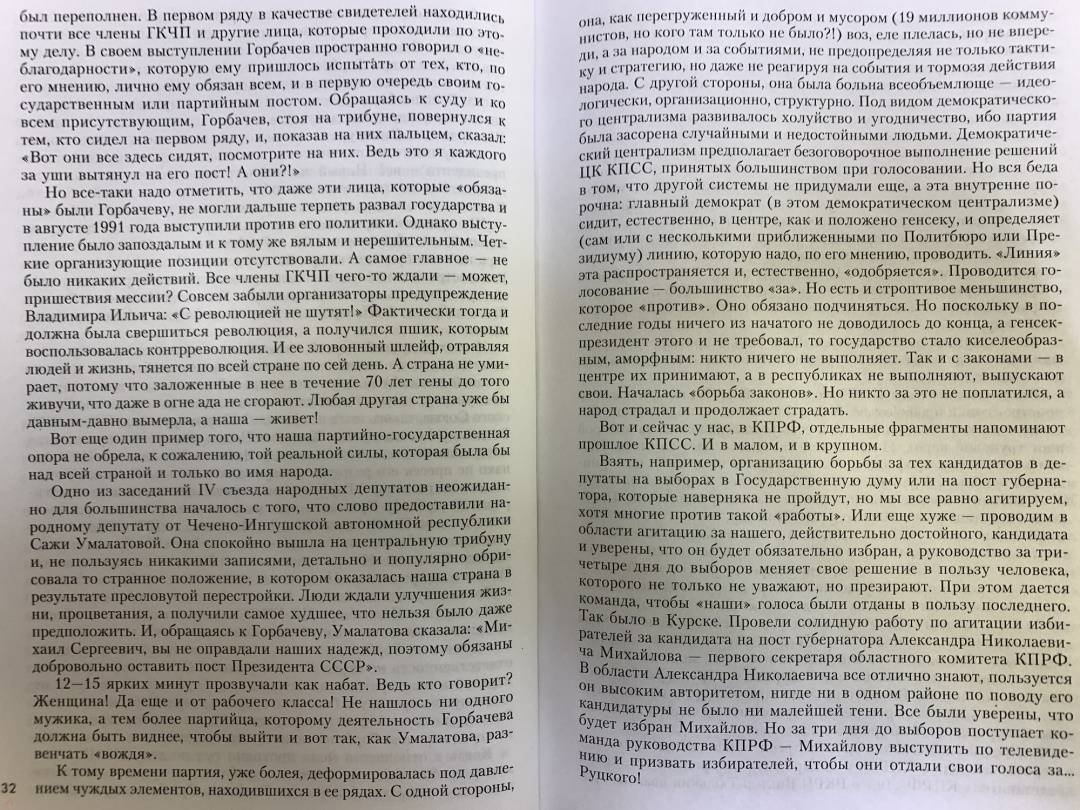 был переполнен. В первом ряду в качестве свидетелей находились
почти все члены ГКЧП и другие лица, которые проходили по это-
му делу. В своем выступлении Горбачев пространно говорил о «не-
благодарности», которую ему пришлось испытать от тех, кто, по
его мнению, лично ему обязан всем, и в первую очередь своим го-
сударственным или партийным постом. Обращаясь к суду и ко
всем присутствующим, Горбачев, стоя на трибуне, повернулся к
тем, кто сидел на первом ряду, и, показав на них пальцем, сказал:
«Вот они все здесь сидят, посмотрите на них. Ведь это я каждого
за уши вытянул на его пост! А они?!»
Но все-таки надо отметить, что даже эти лица, которые «обяза-
ны» были Горбачеву, не могли дальше терпеть развал государства и
в августе 1991 года выступили против его политики. Однако высту-
пление было запоздалым и к тому же вялым и нерешительным. Чет-
кие организующие позиции отсутствовали. А самое главное — не
было никаких действий. Все члены ГКЧП чего-то ждали — может,
пришествия мессии? Совсем забыли организаторы предупреждение
Владимира Ильича: «С революцией не шутят!» Фактически тогда и
должна была свершиться революция, а получился пшик, которым
воспользовалась контрреволюция. И ее зловонный шлейф, отравляя
людей и жизнь, тянется по всей стране по сей день. А страна не уми-
рает, потому что заложенные в нее в течение 70 лет гены до того
живучи, что даже в огне ада не сгорают. Любая другая страна уже бы
давным-давно вымерла, а наша — живет!
Вот еще один пример того, что наша партийно-государственная
опора не обрела, к сожалению, той реальной силы, которая была бы
над всей страной и только во имя народа.
Одно из заседаний IV съезда народных депутатов неожидан-
но для большинства началось с того, что слово предоставили на-
родному депутату от Чечено-Ингушской автономной республики
Сажи Умалатовой. Она спокойно вышла на центральную трибуну
и, не пользуясь никакими записями, детально и популярно обри-
совала то странное положение, в котором оказалась наша страна в
результате пресловутой перестройки. Люди ждали улучшения жиз-
ни, процветания, а получили самое худшее, что нельзя было даже
предположить. И, обращаясь к Горбачеву, Умалатова сказала: «Ми-
хаил Сергеевич, вы не оправдали наших надежд, поэтому обязаны
добровольно оставить пост Президента СССР».
12—15 ярких минут прозвучали как набат. Ведь кто говорит?
Женщина! Да еще и от рабочего класса! Не нашлось ни одного
мужика, а тем более партийца, которому деятельность Горбачева
должна быть виднее, чтобы выйти и вот так, как Умалатова, раз-
венчать «вождя».
К тому времени партия, уже болея, деформировалась под давле-
нием чуждых элементов, находившихся в ее рядах. С одной стороны,
32
она, как перегруженный и добром и мусором (19 миллионов комму-
нистов, но кого там только не было?!) воз, еле плелась, но не впере-
ди, а за народом и за событиями, не предопределяя не только такти-
ку и стратегию, но даже не реагируя на события и тормозя действия
народа. С другой стороны, она была больна всеобъемлюще — идео-
логически, организационно, структурно. Под видом демократическо-
го централизма развивалось холуйство и угодничество, ибо партия
была засорена случайными и недостойными людьми. Демократиче-
ский централизм предполагает безоговорочное выполнение решений
ЦК КПСС, принятых большинством при голосовании. Но вся беда
в том, что другой системы не придумали еще, а эта внутренне по-
рочна: главный демократ (в этом демократическом централизме)
сидит, естественно, в центре, как и положено генсеку, и определяет
(сам или с несколькими приближенными по Политбюро или Пре-
зидиуму) линию, которую надо, по его мнению, проводить. «Линия»
эта распространяется и, естественно, «одобряется». Проводится го-
лосование — большинство «за». Но есть и строптивое меньшинство,
которое «против». Оно обязано подчиняться. Но поскольку в по-
следние годы ничего из начатого не доводилось до конца, а генсек-
президент этого и не требовал, то государство стало киселеобраз-
ным, аморфным: никто ничего не выполняет. Так и с законами — в
центре их принимают, а в республиках не выполняют, выпускают
свои. Началась «борьба законов». Но никто за это не поплатился, а
народ страдал и продолжает страдать.
Вот и сейчас у нас, в КПРФ, отдельные фрагменты напоминают
прошлое КПСС. И в малом, и в крупном.
Взять, например, организацию борьбы за тех кандидатов в де-
путаты на выборах в Государственную думу или на пост губерна-
тора, которые наверняка не пройдут, но мы все равно агитируем,
хотя многие против такой «работы». Или еще хуже — проводим в
области агитацию за нашего, действительно достойного, кандидата
и уверены, что он будет обязательно избран, а руководство за три-
четыре дня до выборов меняет свое решение в пользу человека,
которого не только не уважают, но презирают. При этом дается
команда, чтобы «наши» голоса были отданы в пользу последнего.
Так было в Курске. Провели солидную работу по агитации изби-
рателей за кандидата на пост губернатора Александра Николаеви-
ча Михайлова — первого секретаря областного комитета КПРФ.
В области Александра Николаевича все отлично знают, пользуется
он высоким авторитетом, нигде ни в одном районе по поводу его
кандидатуры не было ни малейшей тени. Все были уверены, что
будет избран Михайлов. Но за три дня до выборов поступает ко-
манда руководства КПРФ — Михайлову выступить по телевиде-
нию и призвать избирателей, чтобы они отдали свои голоса за...
Руцкого!